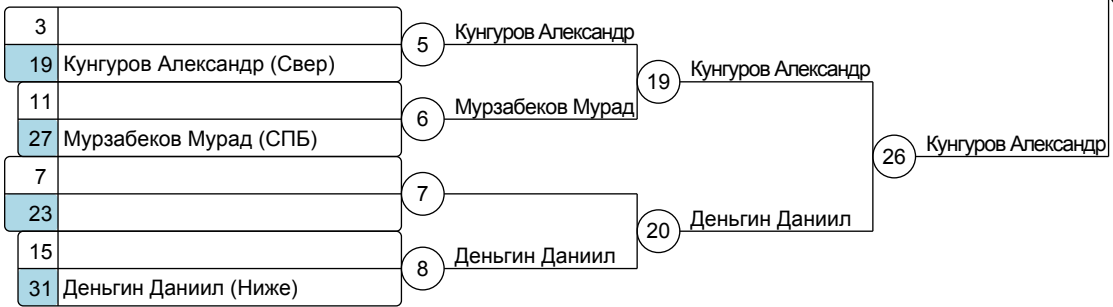 3
19 Кунгуров Александр (Свер)
11
27 Мурзабеков Мурад (СПБ)
7
23
15
31 Деньгин Даниил (Ниже)
5 Кунгуров Александр
6 Мурзабеков Мурад
7
8 Деньгин Даниил
19 Кунгуров Александр
20 Деньгин Даниил
26 Кунгуров Александр